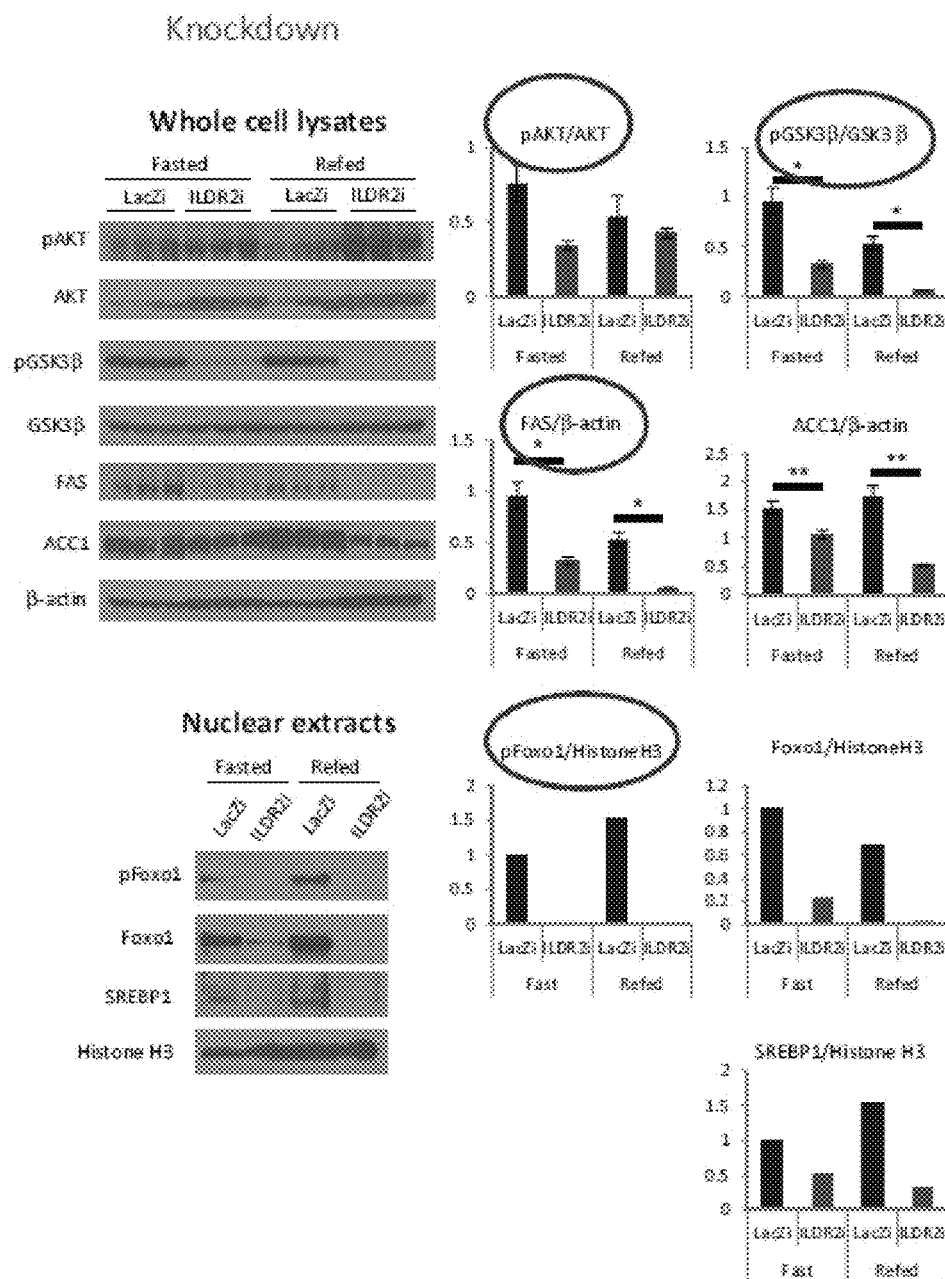 Knockdown
Whole cell lysates
Fasted Refed
LacZi ILDR2i LacZi ILDR2i
pAKT
AKT
pGSK3β
GSK3β
FAS
ACC1
β-actin
pAKT/AKT
1
0.5
0
LacZi ILDR2i LacZi ILDR2i
Fasted Refed
pGSK3β/GSK3 β
1.5
1
0.5
0
* *
LacZi ILDR2i LacZi ILDR2i
Fasted Refed
FAS/β-actin
1.5
1
0.5
0
* *
LacZi ILDR2i LacZi ILDR2i
Fasted Refed
ACC1/β-actin
2.5
2
1.5
1
0.5
0
** **
LacZi ILDR2i LacZi ILDR2i
Fasted Refed
Nuclear extracts
Fasted Refed
LacZi ILDR2i LacZi ILDR2i
pFoxo1
Foxo1
SREBP1
Histone H3
pFoxo1/HistoneH3
2
1.5
1
0.5
0
LacZi ILDR2i LacZi ILDR2i
Fast Refed
Foxo1/HistoneH3
1.2
1
0.8
0.6
0.4
0.2
0
LacZi ILDR2i LacZi ILDR2i
Fast Refed
SREBP1/Histone H3
2
1.5
1
0.5
0
LacZi ILDR2i LacZi ILDR2i
Fast Refed